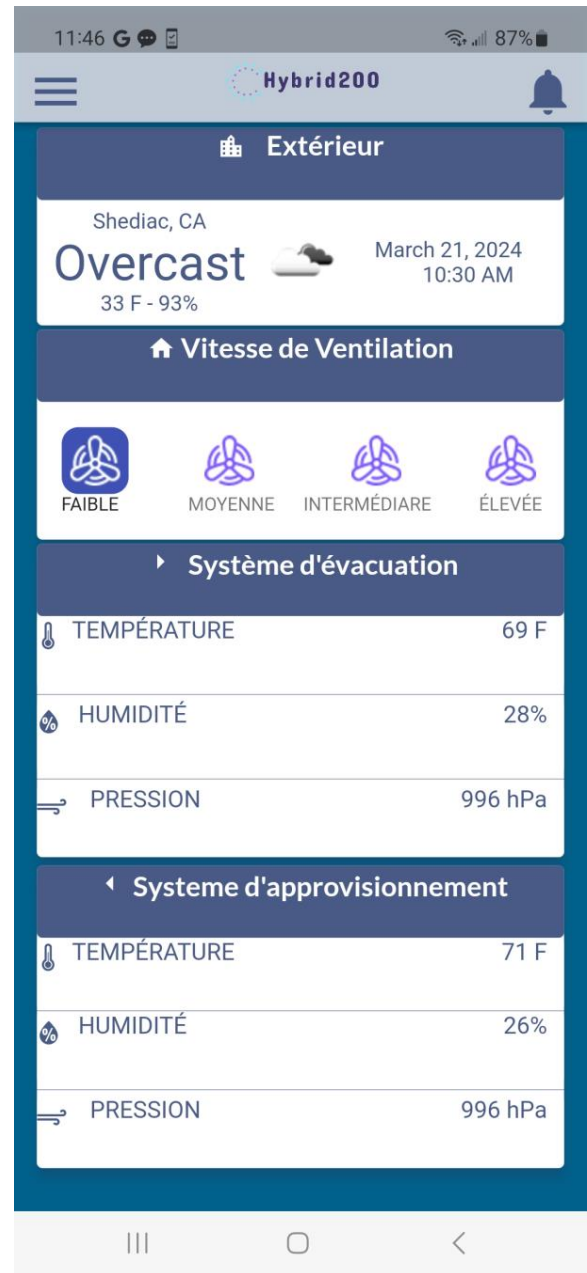 11:46 G 87%
Hybrid200
Extérieur
Shediac, CA
Overcast
33 F - 93%
March 21, 2024
10:30 AM
Vitesse de Ventilation
FAIBLE MOYENNE INTERMÉDIARE ÉLEVÉE
Système d'évacuation
TEMPÉRATURE 69 F
HUMIDITÉ 28%
PRESSION 996 hPa
Systeme d'approvisionnement
TEMPÉRATURE 71 F
HUMIDITÉ 26%
PRESSION 996 hPa